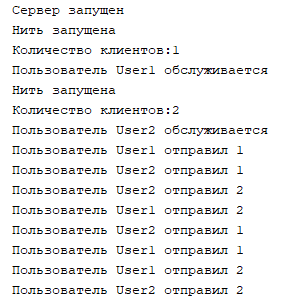 Сервер запущен
Нить запущена
Количество клиентов:1
Пользователь User1 обслуживается
Нить запущена
Количество клиентов:2
Пользователь User2 обслуживается
Пользователь User1 отправил 1
Пользователь User2 отправил 1
Пользователь User2 отправил 2
Пользователь User1 отправил 2
Пользователь User2 отправил 1
Пользователь User1 отправил 1
Пользователь User1 отправил 2
Пользователь User2 отправил 2